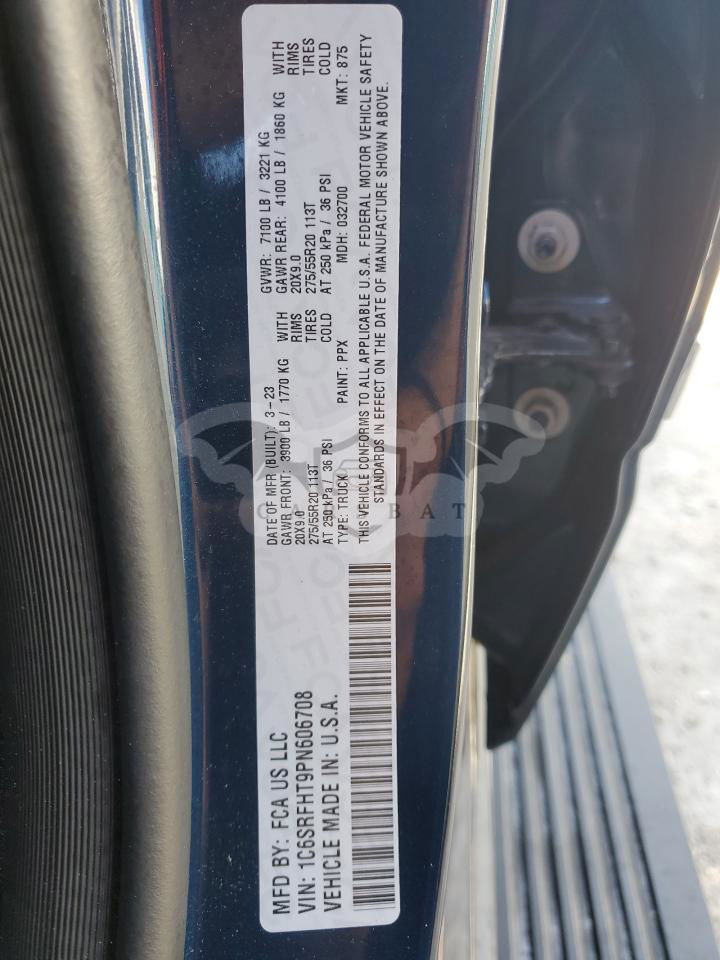 MFD BY: FCA US LLC
DATE OF MFR (BUILT): 3-23
GVWR: 7100 LB / 3221 KG
GAWR FRONT: 3900 LB / 1770 KG WITH
GAWR REAR: 4100 LB / 1860 KG WITH
20X9.0 RIMS
20X9.0 RIMS
275/55R20 113T TIRES
275/55R20 113T TIRES
AT 250 kPa / 36 PSI COLD
AT 250 kPa / 36 PSI COLD
VIN: 1C6SRFHT9PN606708
TYPE: TRUCK PAINT: PPX MDH: 032700 MKT: 875
VEHICLE MADE IN: U.S.A.
THIS VEHICLE CONFORMS TO ALL APPLICABLE U.S.A. FEDERAL MOTOR VEHICLE SAFETY
STANDARDS IN EFFECT ON THE DATE OF MANUFACTURE SHOWN ABOVE.